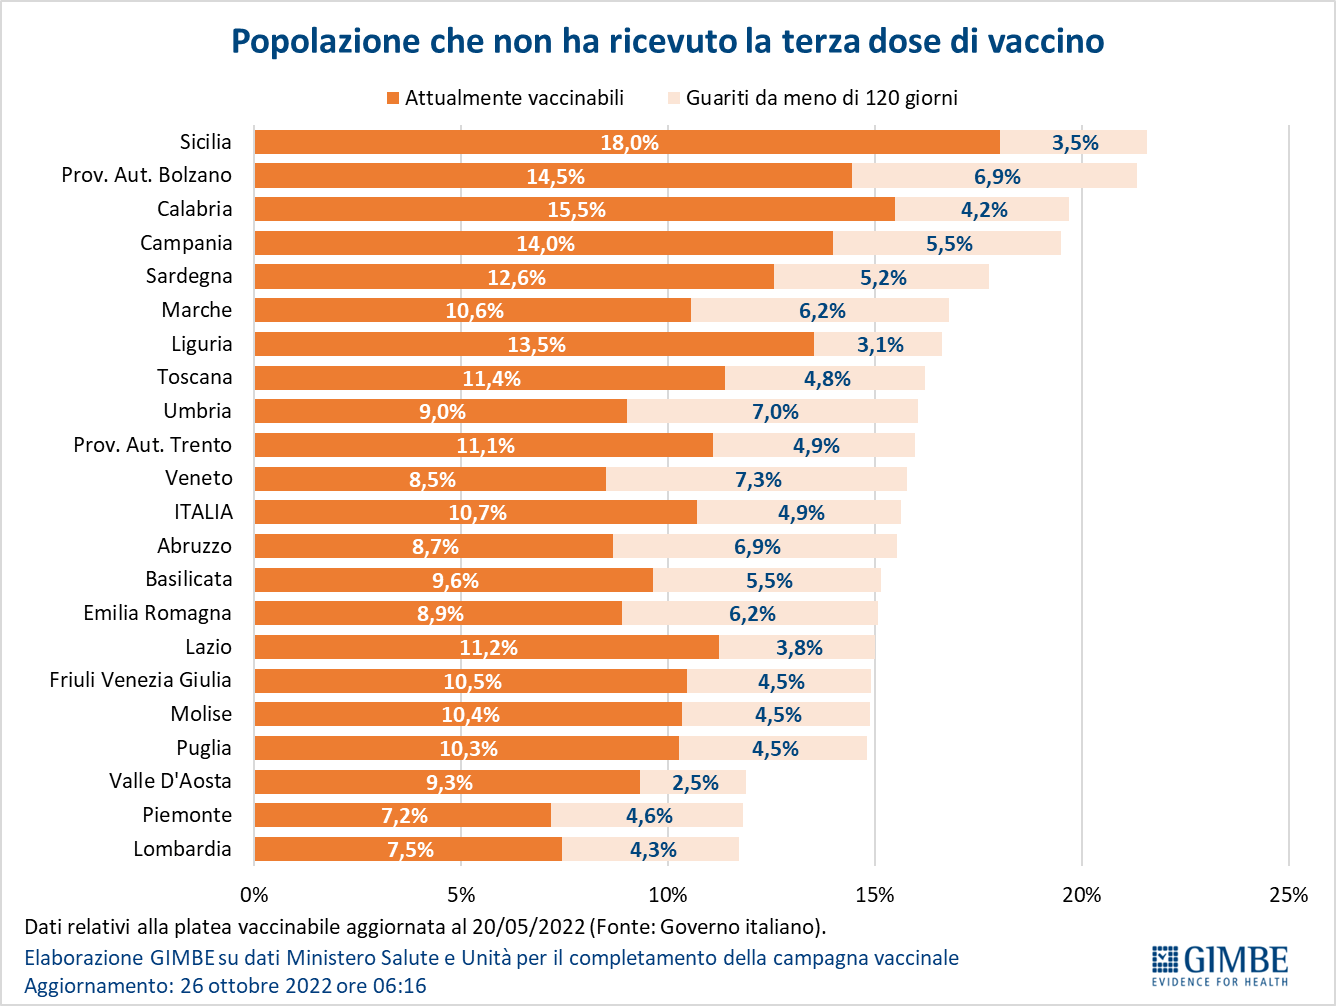 Popolazione che non ha ricevuto la terza dose di vaccino
Attualmente vaccinabili Guariti da meno di 120 giorni
Sicilia 18,0% 3,5%
Prov. Aut. Bolzano 14,5% 6,9%
Calabria 15,5% 4,2%
Campania 14,0% 5,5%
Sardegna 12,6% 5,2%
Marche 10,6% 6,2%
Liguria 13,5% 3,1%
Toscana 11,4% 4,8%
Umbria 9,0% 7,0%
Prov. Aut. Trento 11,1% 4,9%
Veneto 8,5% 7,3%
ITALIA 10,7% 4,9%
Abruzzo 8,7% 6,9%
Basilicata 9,6% 5,5%
Emilia Romagna 8,9% 6,2%
Lazio 11,2% 3,8%
Friuli Venezia Giulia 10,5% 4,5%
Molise 10,4% 4,5%
Puglia 10,3% 4,5%
Valle D'Aosta 9,3% 2,5%
Piemonte 7,2% 4,6%
Lombardia 7,5% 4,3%
0% 5% 10% 15% 20% 25%
Dati relativi alla platea vaccinabile aggiornata al 20/05/2022 (Fonte: Governo italiano).
Elaborazione GIMBE su dati Ministero Salute e Unità per il completamento della campagna vaccinale
Aggiornamento: 26 ottobre 2022 ore 06:16
GIMBE
EVIDENCE FOR HEALTH